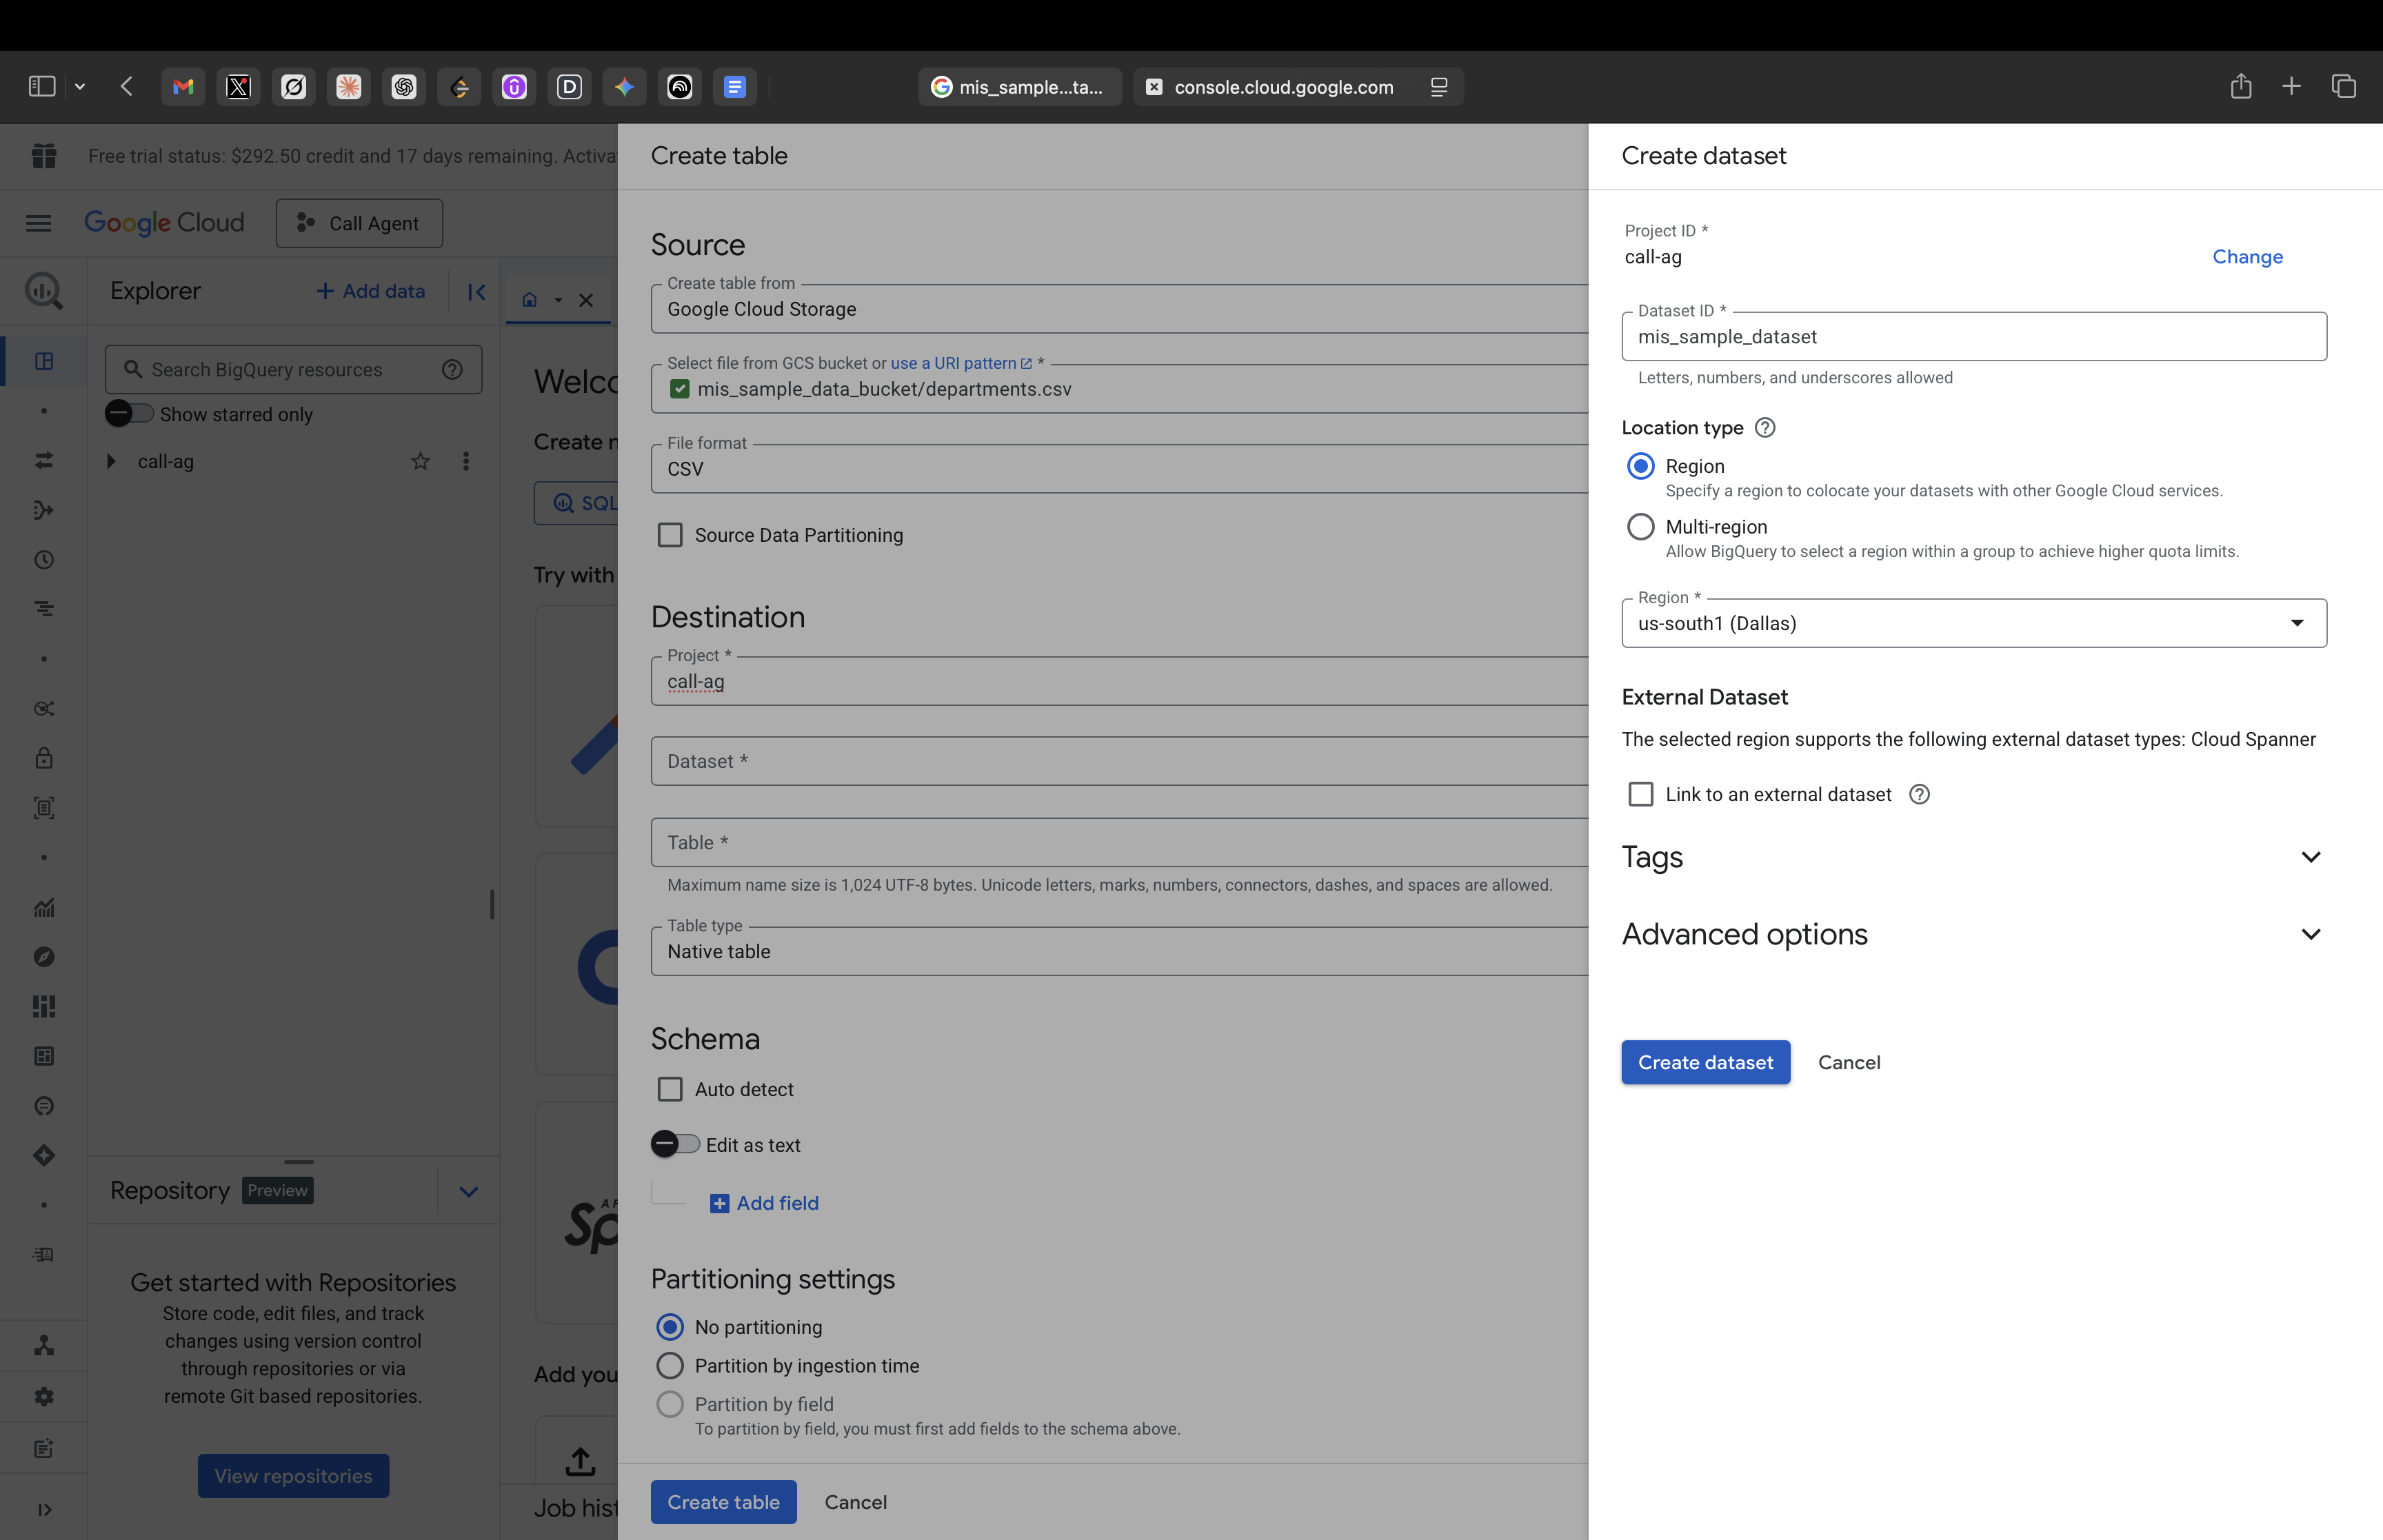 mis_sample...ta...
console.cloud.google.com
Free trial status: $292.50 credit and 17 days remaining. Activa
Google Cloud
Call Agent
Explorer
Add data
Search BigQuery resources
Show starred only
call-ag
Repository Preview
Get started with Repositories
Store code, edit files, and track
changes using version control
through repositories or via
remote Git based repositories.
View repositories
Welco
Create n
SQL
Try with
Add you
Job hist
Create table
Source
Create table from
Google Cloud Storage
Select file from GCS bucket or use a URI pattern *
mis_sample_data_bucket/departments.csv
File format
CSV
Source Data Partitioning
Destination
Project *
call-ag
Dataset *
Table *
Maximum name size is 1,024 UTF-8 bytes. Unicode letters, marks, numbers, connectors, dashes, and spaces are allowed.
Table type
Native table
Schema
Auto detect
Edit as text
Add field
Partitioning settings
No partitioning
Partition by ingestion time
Partition by field
To partition by field, you must first add fields to the schema above.
Create table
Cancel
Create dataset
Project ID *
call-ag
Change
Dataset ID *
mis_sample_dataset
Letters, numbers, and underscores allowed
Location type
Region
Specify a region to colocate your datasets with other Google Cloud services.
Multi-region
Allow BigQuery to select a region within a group to achieve higher quota limits.
Region *
us-south1 (Dallas)
External Dataset
The selected region supports the following external dataset types: Cloud Spanner
Link to an external dataset
Tags
Advanced options
Create dataset
Cancel